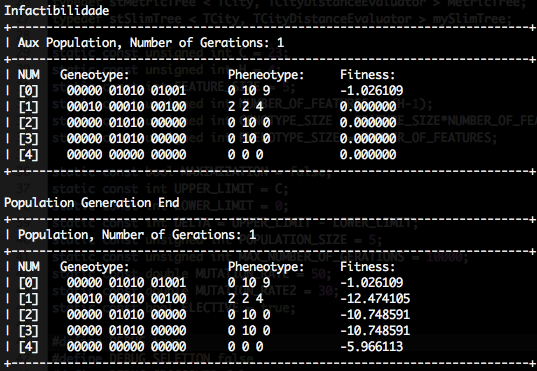 Infactibilidade
+----------------------------------------------------------------+
| Aux Population, Number of Gerations: 1
+----------------------------------------------------------------+
| NUM Geneotype: Pheneotype: Fitness:
| [0] 00000 01010 01001 0 10 9 -1.026109
| [1] 00010 00010 00100 2 2 4 0.000000
| [2] 00000 01010 00000 0 10 0 0.000000
| [3] 00000 01010 00000 0 10 0 0.000000
| [4] 00000 00000 00000 0 0 0 0.000000
+----------------------------------------------------------------+
Population Generation End
+----------------------------------------------------------------+
| Population, Number of Gerations: 1
+----------------------------------------------------------------+
| NUM Geneotype: Pheneotype: Fitness:
| [0] 00000 01010 01001 0 10 9 -1.026109
| [1] 00010 00010 00100 2 2 4 -12.474105
| [2] 00000 01010 00000 0 10 0 -10.748591
| [3] 00000 01010 00000 0 10 0 -10.748591
| [4] 00000 00000 00000 0 0 0 -5.966113
+----------------------------------------------------------------+